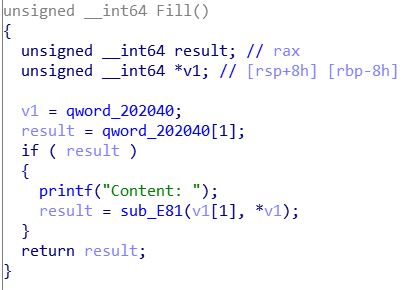 unsigned __int64 Fill()
{
  unsigned __int64 result; // rax
  unsigned __int64 *v1; // [rsp+8h] [rbp-8h]

  v1 = qword_202040;
  result = qword_202040[1];
  if ( result )
  {
    printf("Content: ");
    result = sub_E81(v1[1], *v1);
  }
  return result;
}